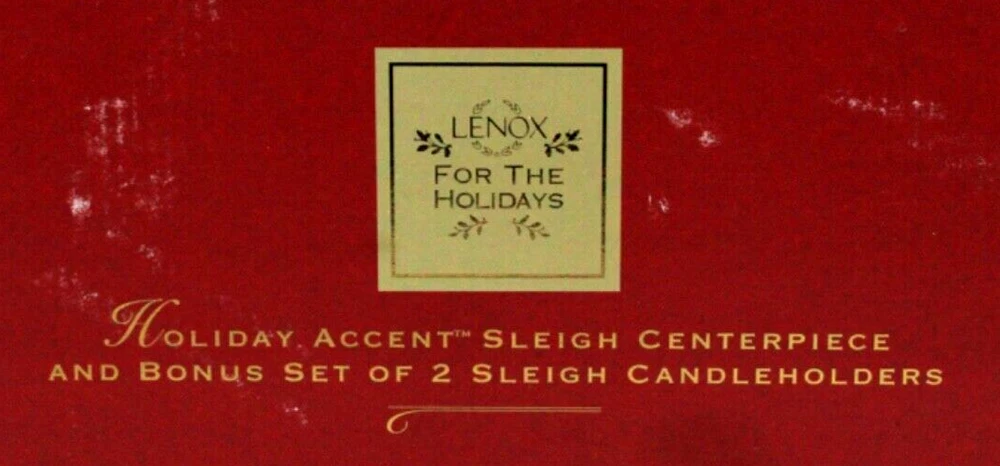 LENOX
FOR THE
HOLIDAYS
HOLIDAY ACCENT™ SLEIGH CENTERPIECE
AND BONUS SET OF 2 SLEIGH CANDLEHOLDERS